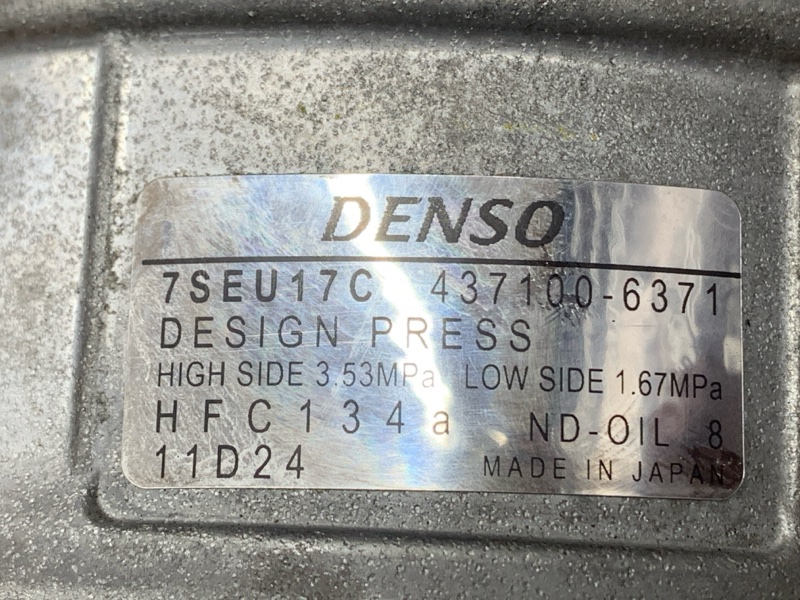 DENSO
7SEU17C 437100-6371
DESIGN PRESS
HIGH SIDE 3.53MPa LOW SIDE 1.67MPa
HFC134a ND-OIL 8
11D24 MADE IN JAPAN